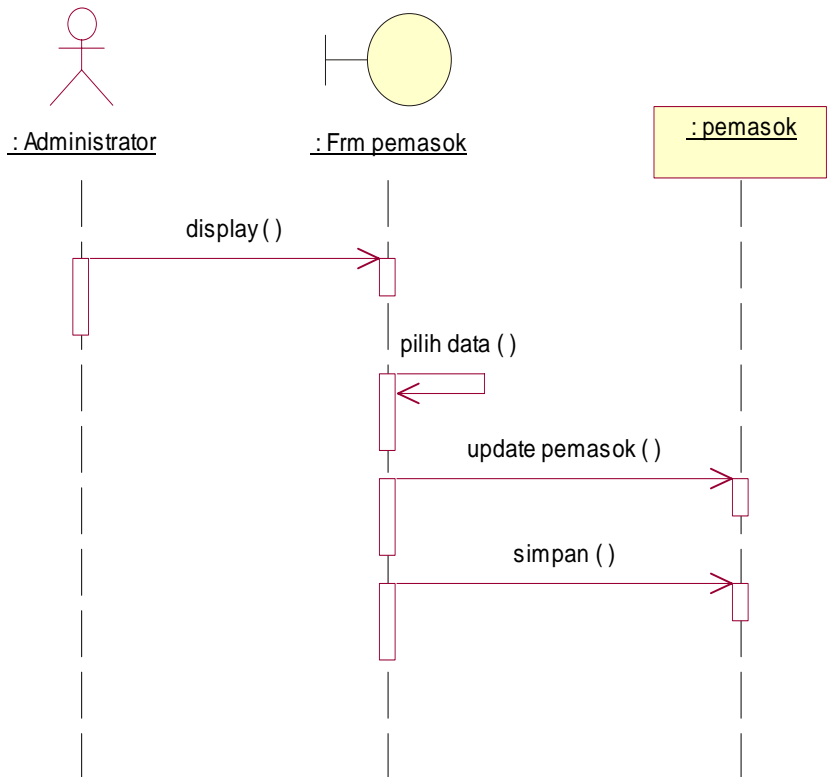 : Administrator
: Frm pemasok
: pemasok
display ( )
pilih data ( )
update pemasok ( )
simpan ( )